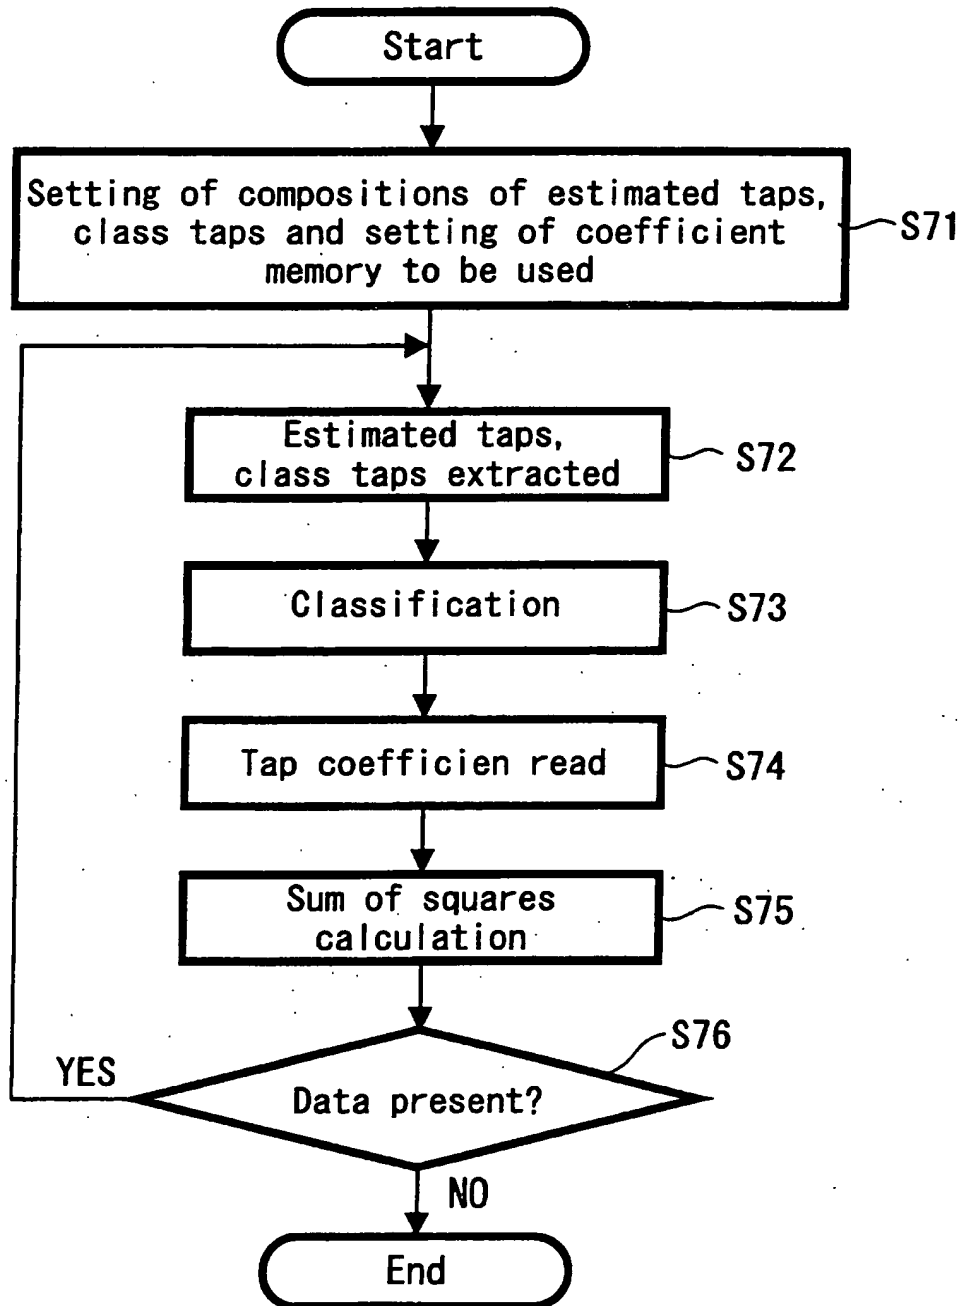 Start
Setting of compositions of estimated taps,
class taps and setting of coefficient
memory to be used
S71
Estimated taps,
class taps extracted
S72
Classification
S73
Tap coefficien read
S74
Sum of squares
calculation
S75
S76
YES
Data present?
NO
End